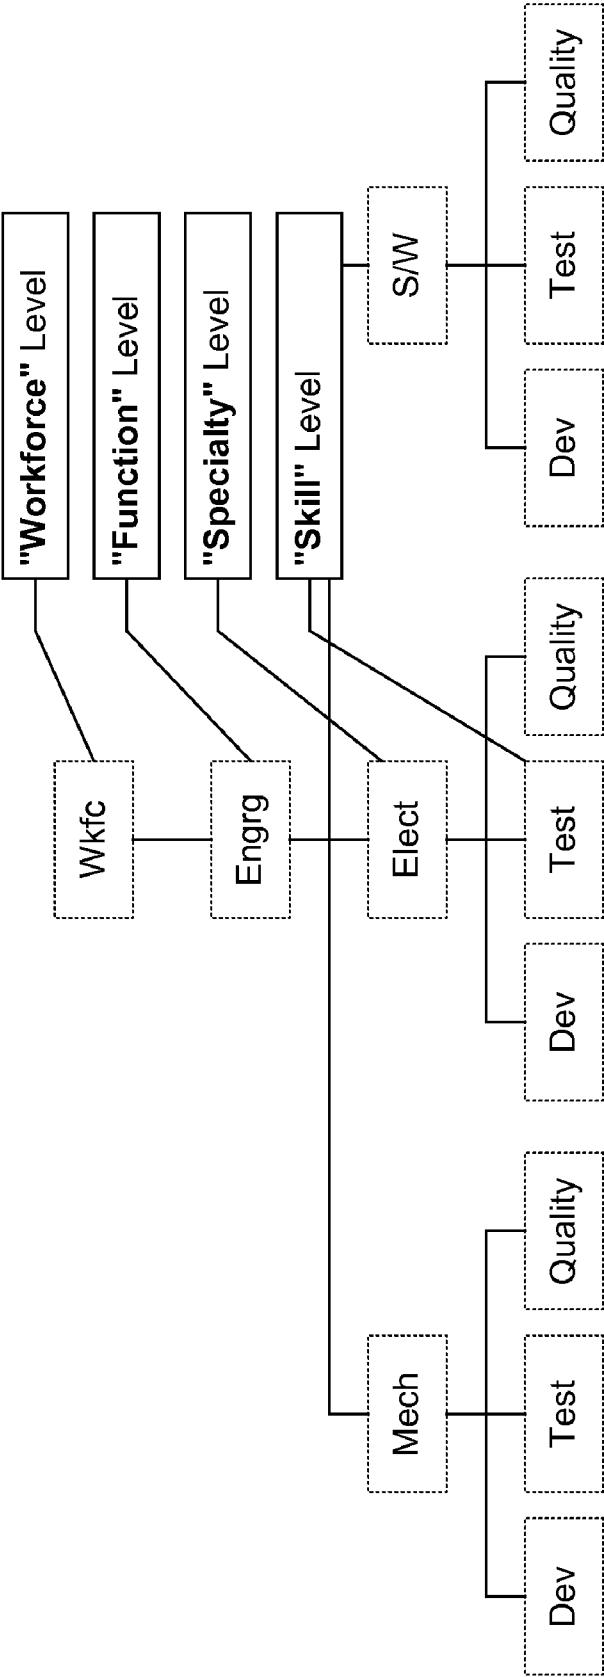 "Workforce" Level
"Function" Level
"Specialty" Level
"Skill" Level
Wkfc
Engrg
Mech
Elect
S/W
Dev
Test
Quality
Dev
Test
Quality
Dev
Test
Quality